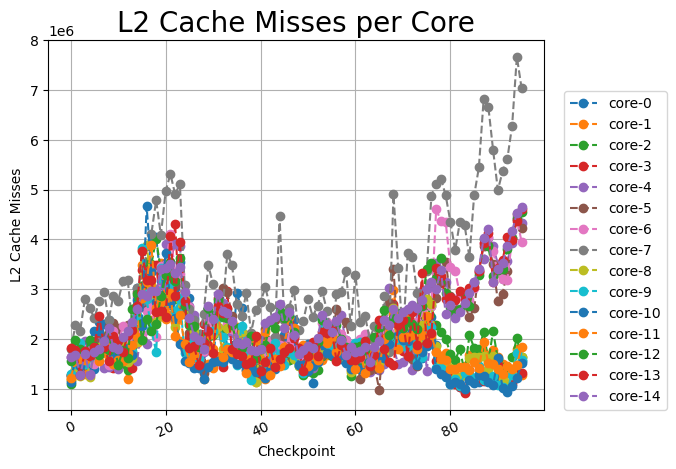 L2 Cache Misses per Core
1e6
8
7
6
5
4
3
2
1
L2 Cache Misses
0
20
40
60
80
Checkpoint
core-0
core-1
core-2
core-3
core-4
core-5
core-6
core-7
core-8
core-9
core-10
core-11
core-12
core-13
core-14